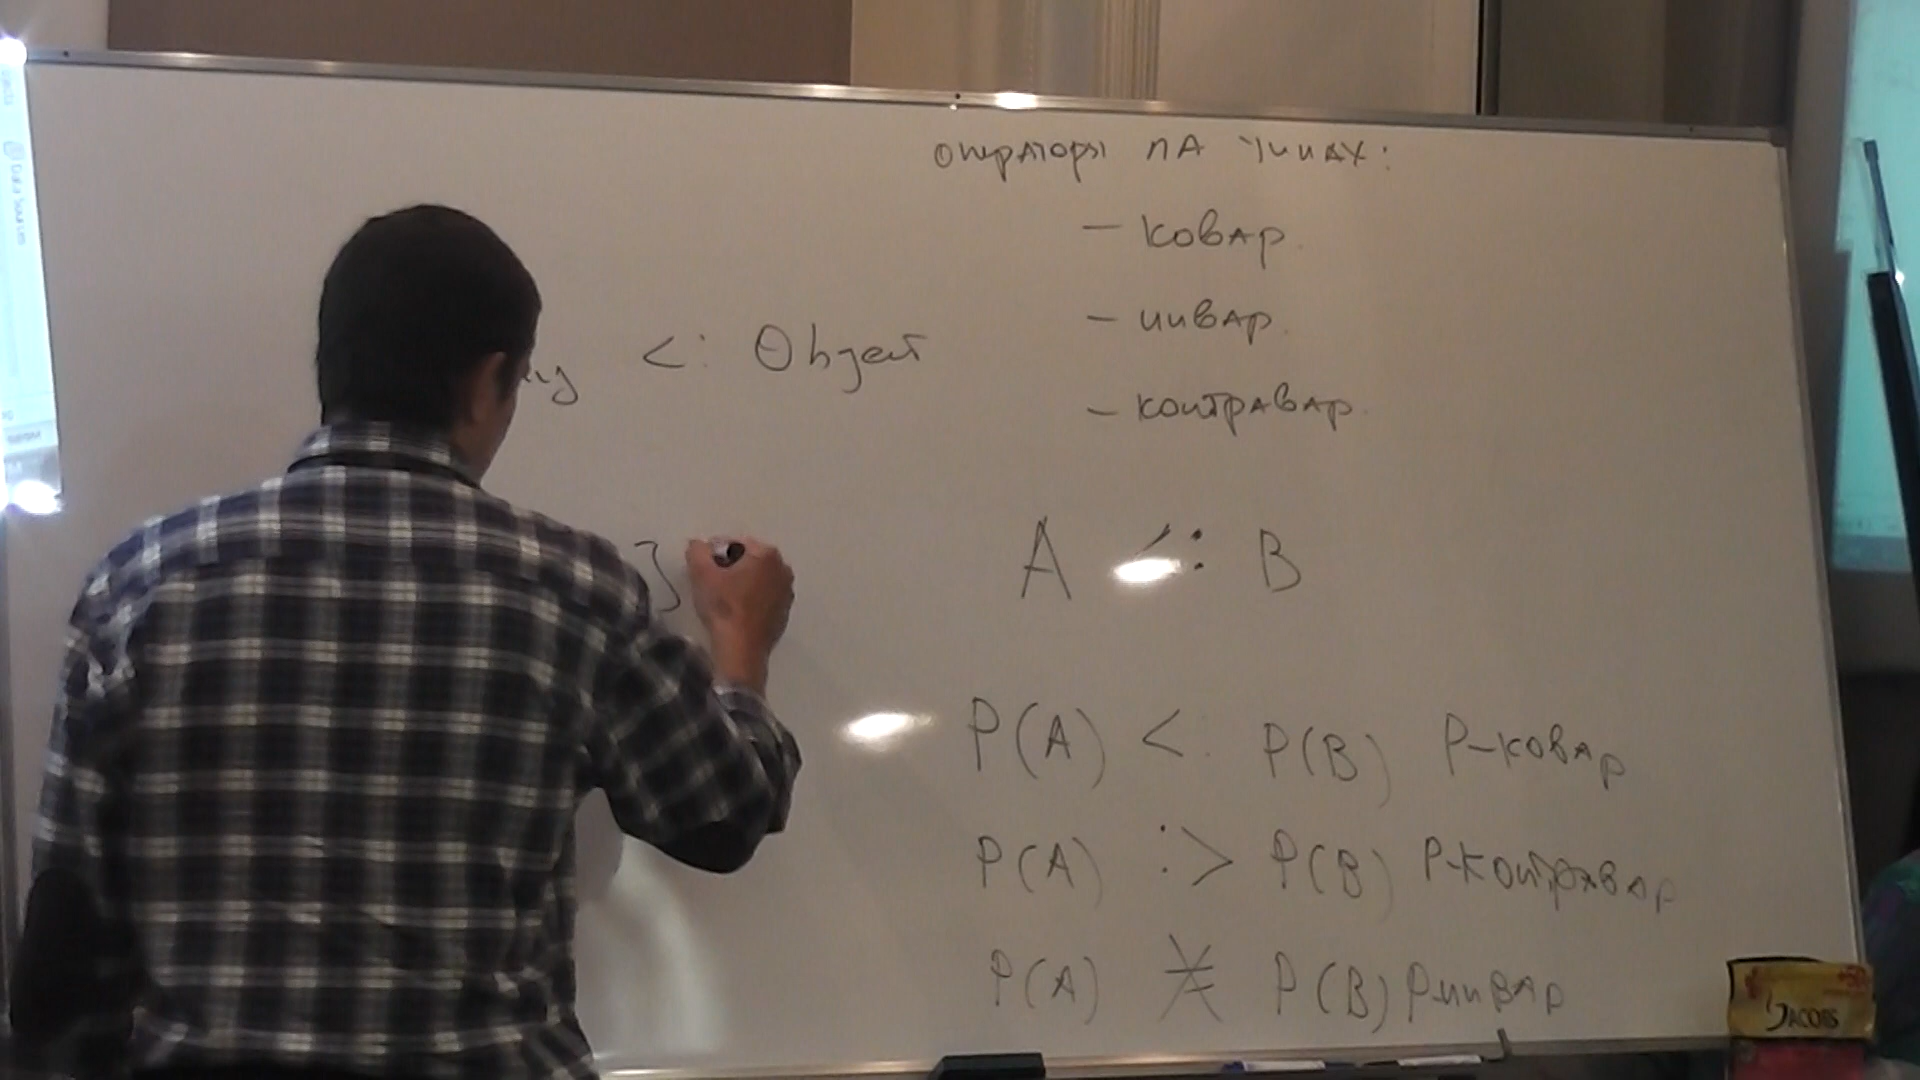 операторы на типах:
– ковар.
– инвар.
– контравар.
<: Object
A <: B
P(A) <: P(B) P-ковар
P(A) :> P(B) P-контравар
P(A) P(B) P-инвар
JACOBS